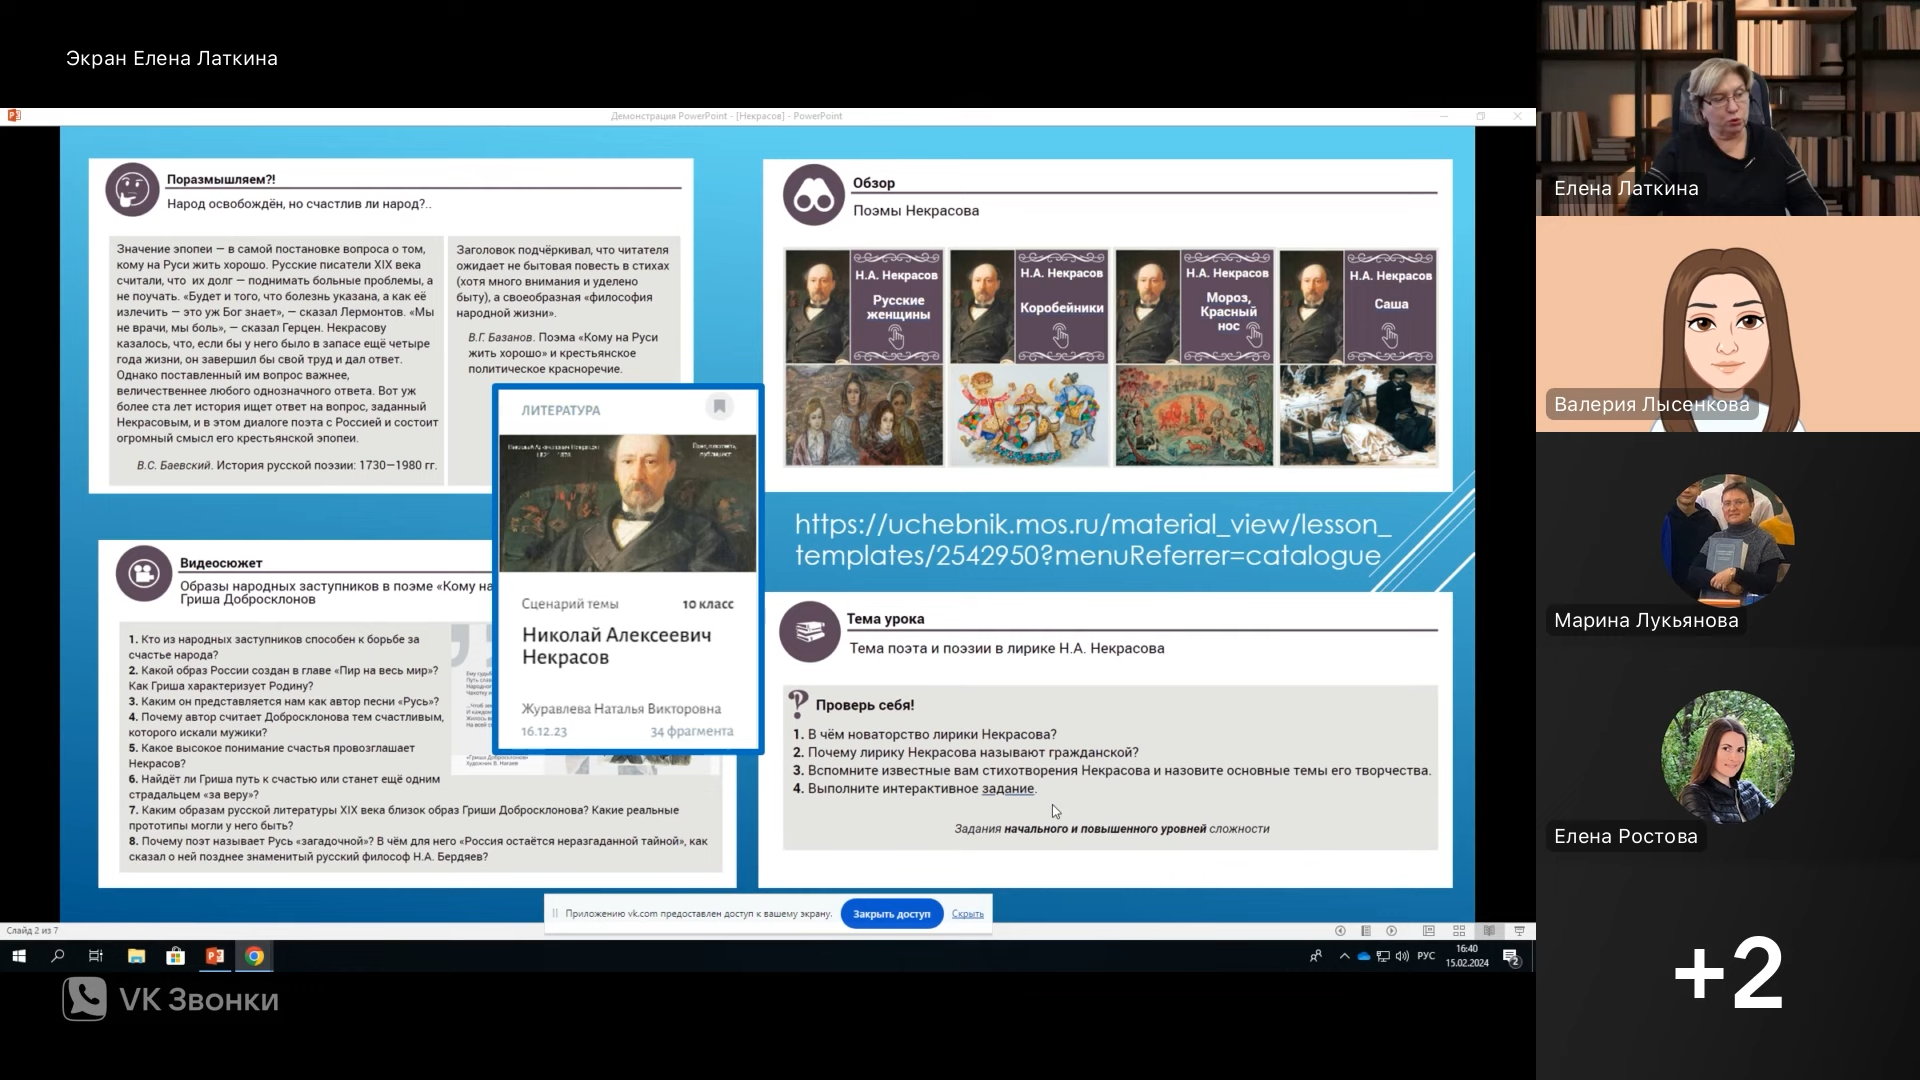 Экран Елена Латкина
Демонстрация PowerPoint - [Некрасов] - PowerPoint
Поразмышляем?!
Народ освобождён, но счастлив ли народ?..
Значение эпопеи — в самой постановке вопроса о том,
кому на Руси жить хорошо. Русские писатели XIX века
считали, что их долг — поднимать больные проблемы, а
не поучать. «Будет и того, что болезнь указана, а как её
излечить — это уж Бог знает», — сказал Лермонтов. «Мы
не врачи, мы боль», — сказал Герцен. Некрасову
казалось, что, если бы у него было в запасе ещё четыре
года жизни, он завершил бы свой труд и дал ответ.
Однако поставленный им вопрос важнее,
величественнее любого однозначного ответа. Вот уж
более ста лет история ищет ответ на вопрос, заданный
Некрасовым, и в этом диалоге поэта с Россией и состоит
огромный смысл его крестьянской эпопеи.
В.С. Баевский. История русской поэзии: 1730—1980 гг.
Заголовок подчёркивал, что читателя
ожидает не бытовая повесть в стихах
(хотя много внимания и уделено
быту), а своеобразная «философия
народной жизни».
В.Г. Базанов. Поэма «Кому на Руси
жить хорошо» и крестьянское
политическое красноречие.
Обзор
Поэмы Некрасова
Н.А. Некрасов
Русские
женщины
Н.А. Некрасов
Коробейники
Н.А. Некрасов
Мороз,
Красный
нос
Н.А. Некрасов
Саша
https://uchebnik.mos.ru/material_view/lesson_
templates/2542950?menuReferrer=catalogue
Видеосюжет
Образы народных заступников в поэме «Кому на
Гриша Добросклонов
1. Кто из народных заступников способен к борьбе за
счастье народа?
2. Какой образ России создан в главе «Пир на весь мир»?
Как Гриша характеризует Родину?
3. Каким он представляется нам как автор песни «Русь»?
4. Почему автор считает Добросклонова тем счастливым,
которого искали мужики?
5. Какое высокое понимание счастья провозглашает
Некрасов?
6. Найдёт ли Гриша путь к счастью или станет ещё одним
страдальцем «за веру»?
7. Каким образам русской литературы XIX века близок образ Гриши Добросклонова? Какие реальные
прототипы могли у него быть?
8. Почему поэт называет Русь «загадочной»? В чём для него «Россия остаётся неразгаданной тайной», как
сказал о ней позднее знаменитый русский философ Н.А. Бердяев?
«Гриша Добросклонов»
ЛИТЕРАТУРА
Сценарий темы 10 класс
Николай Алексеевич
Некрасов
Журавлева Наталья Викторовна
16.12.23 34 фрагмента
Тема урока
Тема поэта и поэзии в лирике Н.А. Некрасова
Проверь себя!
1. В чём новаторство лирики Некрасова?
2. Почему лирику Некрасова называют гражданской?
3. Вспомните известные вам стихотворения Некрасова и назовите основные темы его творчества.
4. Выполните интерактивное задание.
Задания начального и повышенного уровней сложности
Приложению vk.com предоставлен доступ к вашему экрану.
Закрыть доступ
Скрыть
Слайд 2 из 7
РУС
16:40
15.02.2024
2
VK Звонки
Елена Латкина
Валерия Лысенкова
Марина Лукьянова
Елена Ростова
+2